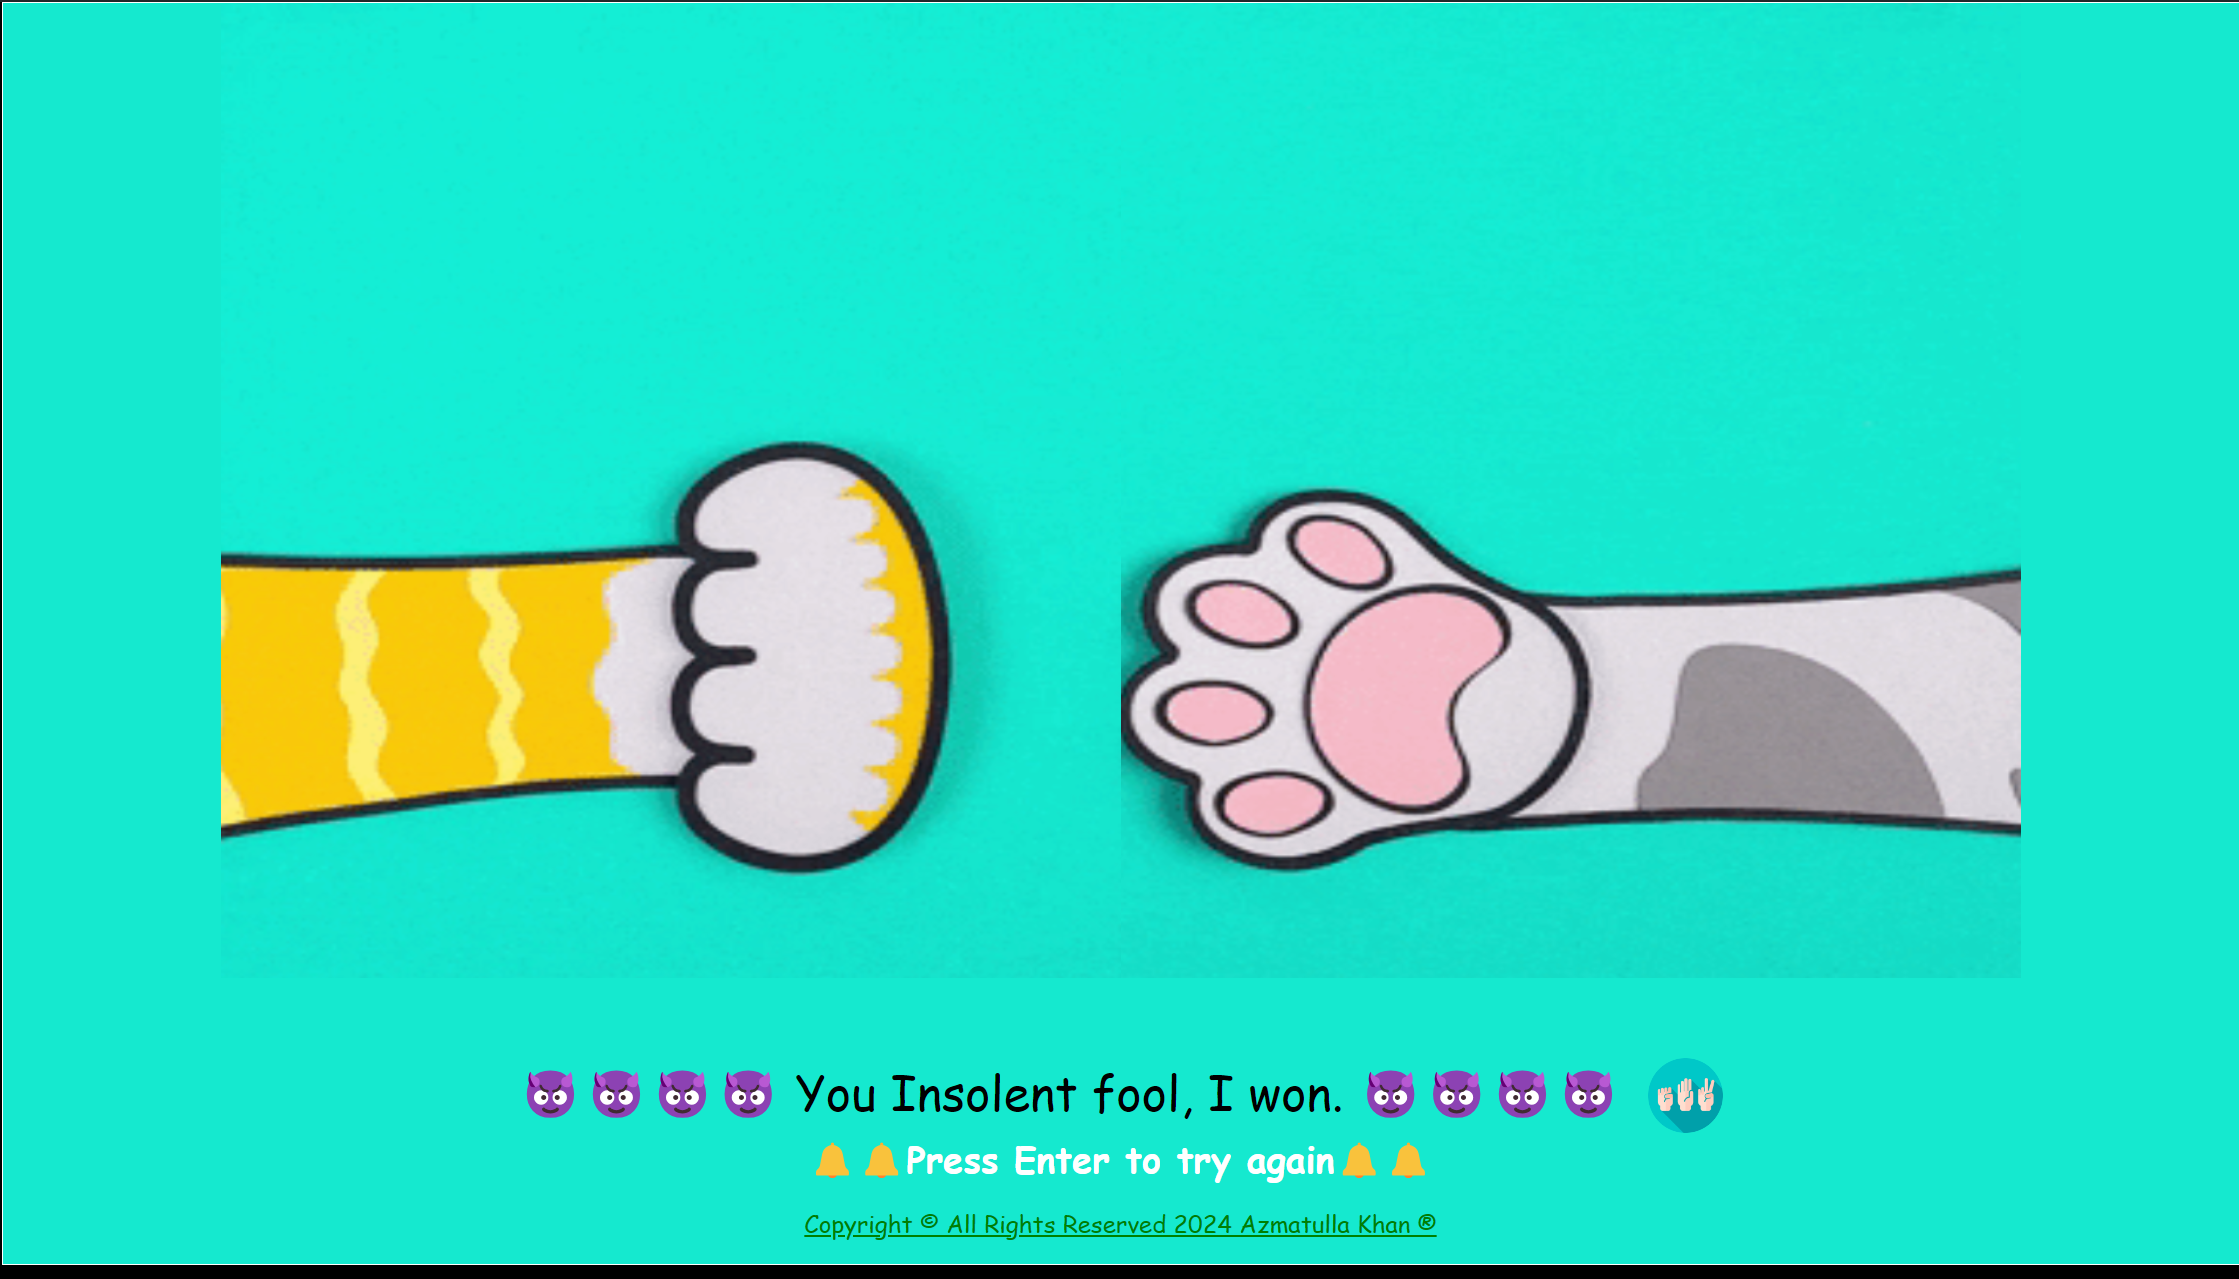 😈 😈 😈 😈 You Insolent fool, I won. 😈 😈 😈 😈
🔔 🔔Press Enter to try again🔔 🔔
Copyright © All Rights Reserved 2024 Azmatulla Khan ®